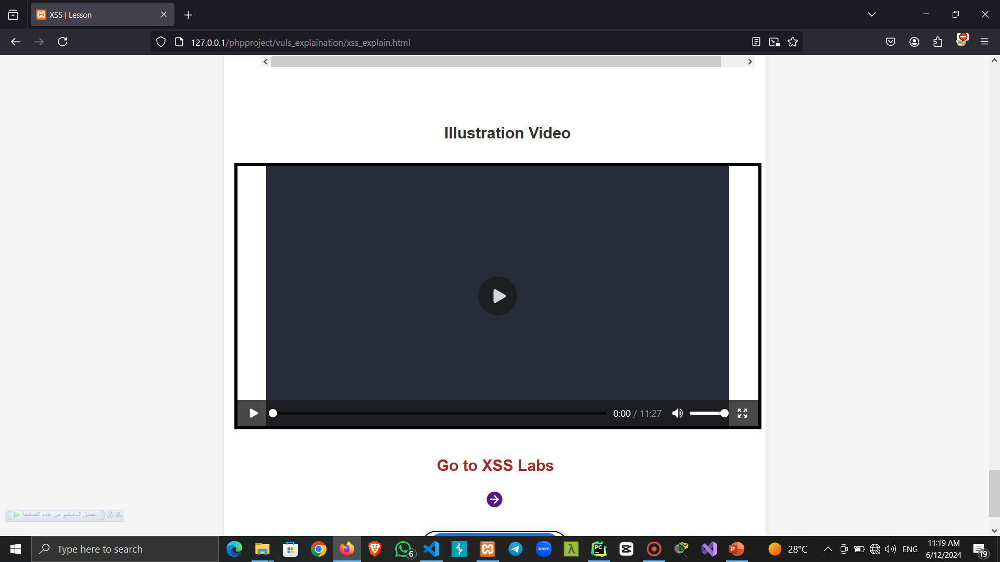 XSS | Lesson
127.0.0.1/phpproject/vuls_explaination/xss_explain.html
Illustration Video
0:00 / 11:27
Go to XSS Labs
تحميل الـ فيديو من هذه الصفحة
? X
Type here to search
6
zoom
PC
P
28°C
ENG
11:19 AM
6/12/2024
19